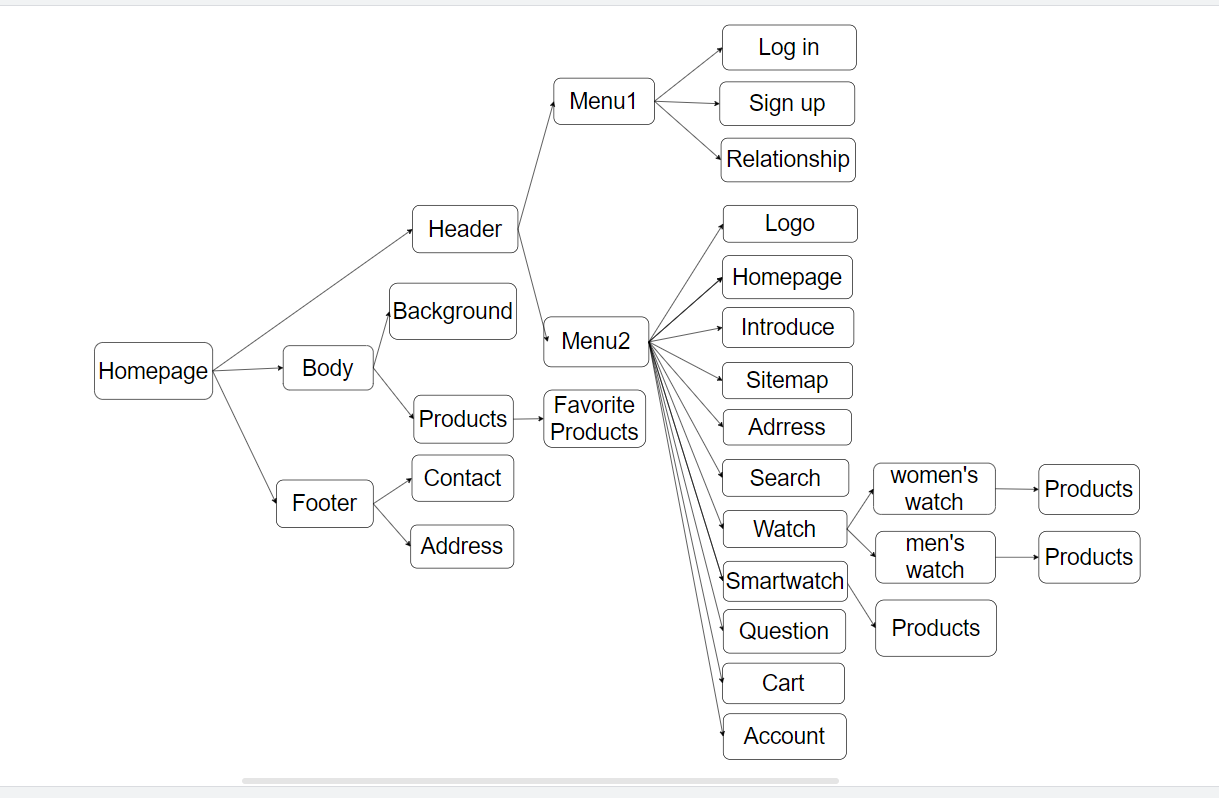 Log in
Menu1
Sign up
Relationship
Header
Logo
Homepage
Background
Introduce
Menu2
Homepage
Body
Sitemap
Products
Favorite
Products
Adrress
Contact
Search
women's
watch
Products
Footer
Watch
Address
men's
watch
Products
Smartwatch
Question
Products
Cart
Account